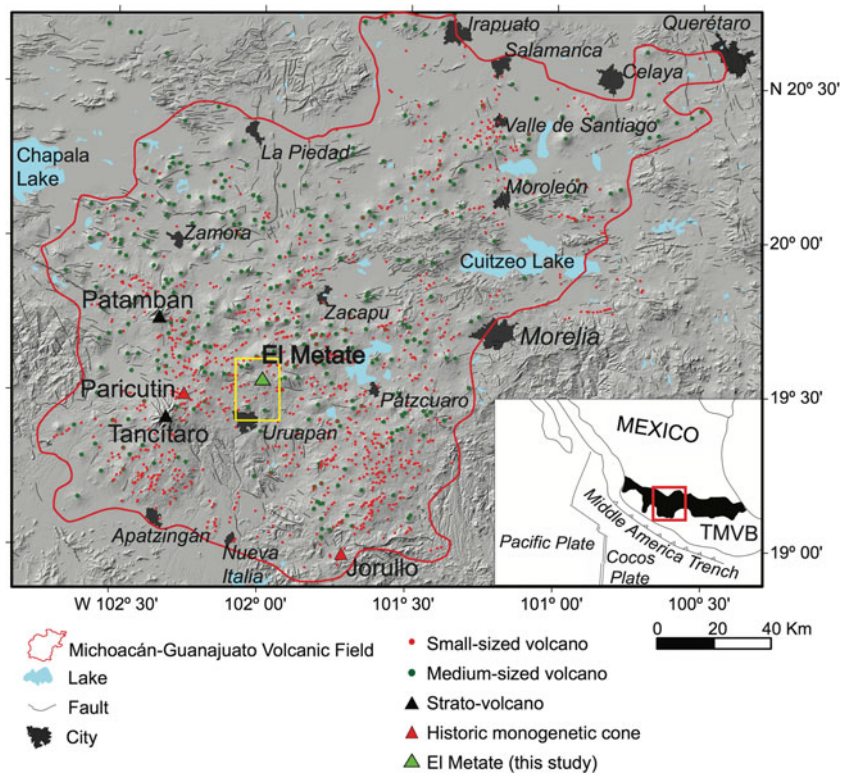 Irapuato
Querétaro
Salamanca
Celaya
N 20º 30'
Valle de Santiago
La Piedad
Chapala
Lake
Moroleón
Zamora
20º 00'
Cuitzeo Lake
Patamban
Zacapu
Morelia
El Metate
Paricutin
19º 30'
Pátzcuaro
Tancítaro
Uruapan
MEXICO
Apatzingán
Nueva
Italia
Jorullo
TMVB
Middle America Trench
Pacific Plate
Cocos
Plate
19º 00'
W 102º 30'
102º 00'
101º 30'
101º 00'
100º 30'
0 20 40 Km
Michoacán-Guanajuato Volcanic Field
Lake
Fault
City
Small-sized volcano
Medium-sized volcano
Strato-volcano
Historic monogenetic cone
El Metate (this study)